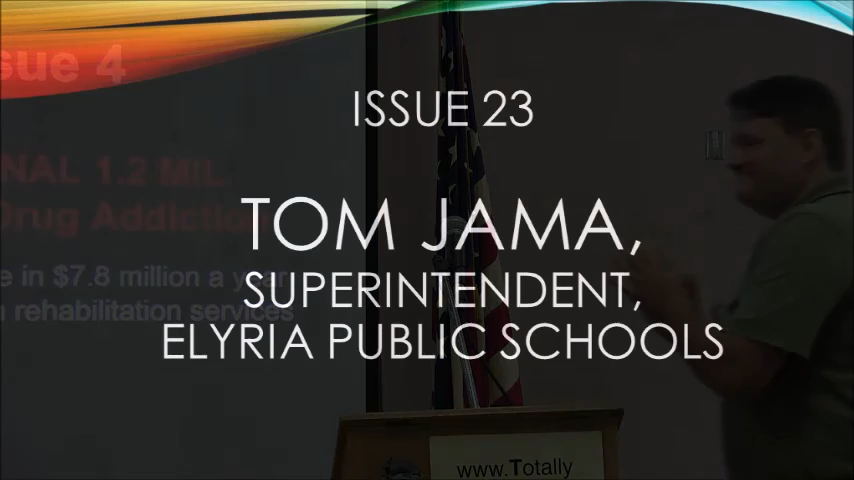 sue 4
NAL 1.2 MIL
Drug Addiction
e in $7.8 million a year
n rehabilitation services
ISSUE 23
TOM JAMA,
SUPERINTENDENT,
ELYRIA PUBLIC SCHOOLS
www.Totally